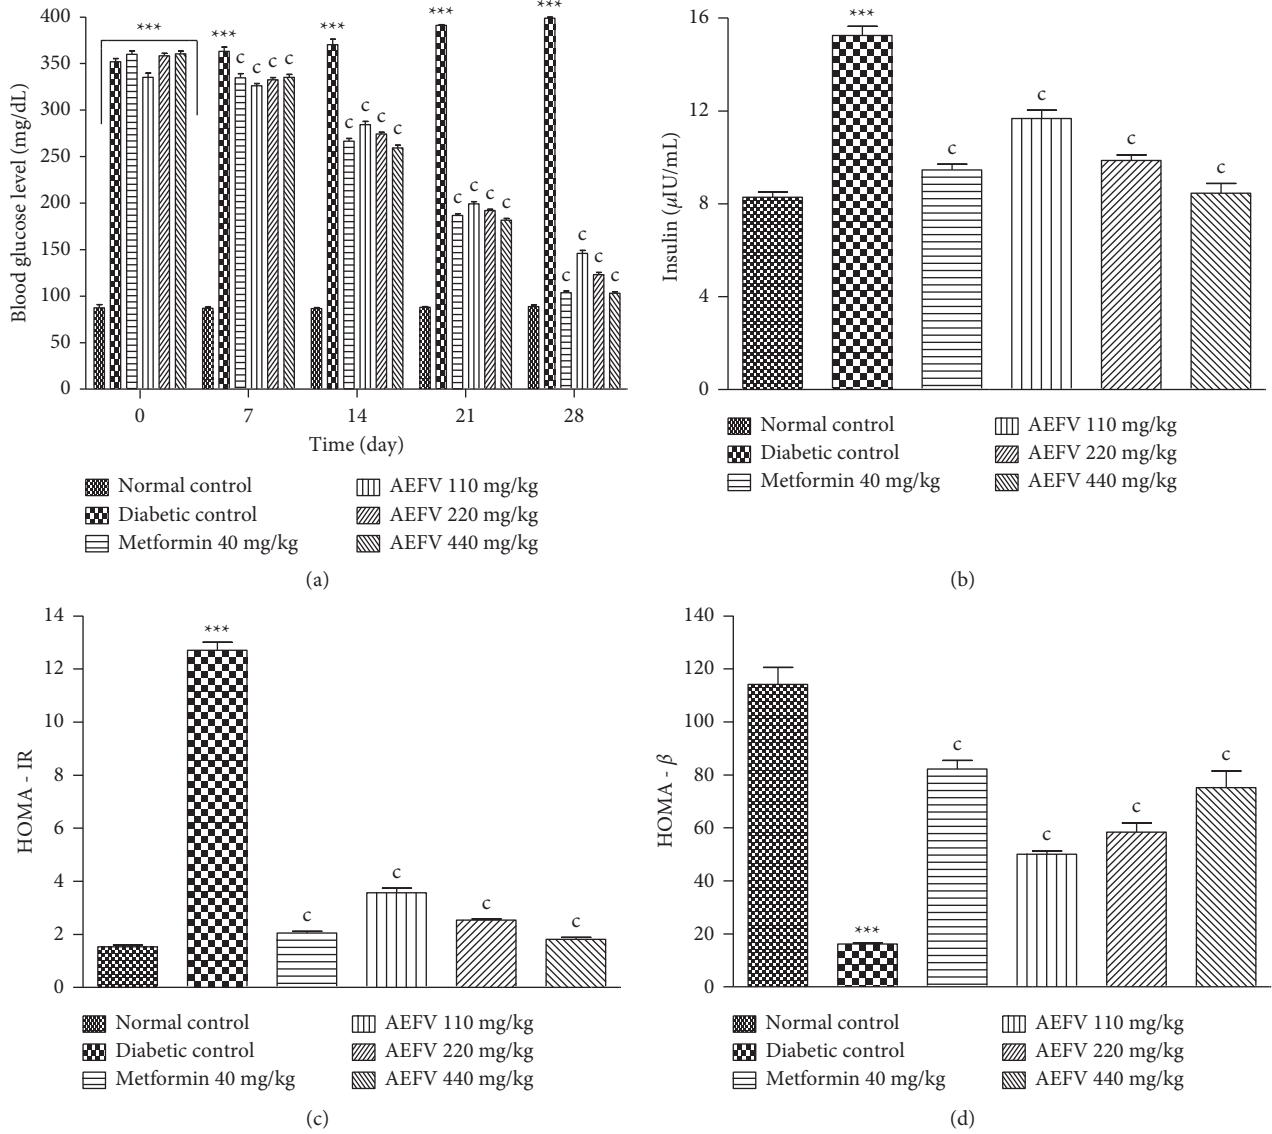 400
350
300
250
200
150
100
50
0
Blood glucose level (mg/dL)
***
***
c c c c
***
c c c c
***
c c c c
***
c c c c
0 7 14 21 28
Time (day)
Normal control
Diabetic control
Metformin 40 mg/kg
AEFV 110 mg/kg
AEFV 220 mg/kg
AEFV 440 mg/kg
(a)
16
12
8
4
0
Insulin (μIU/mL)
***
c
c
c
c
Normal control
Diabetic control
Metformin 40 mg/kg
AEFV 110 mg/kg
AEFV 220 mg/kg
AEFV 440 mg/kg
(b)
14
12
10
8
6
4
2
0
HOMA - IR
***
c
c
c
c
Normal control
Diabetic control
Metformin 40 mg/kg
AEFV 110 mg/kg
AEFV 220 mg/kg
AEFV 440 mg/kg
(c)
140
120
100
80
60
40
20
0
HOMA - β
***
c
c
c
c
Normal control
Diabetic control
Metformin 40 mg/kg
AEFV 110 mg/kg
AEFV 220 mg/kg
AEFV 440 mg/kg
(d)